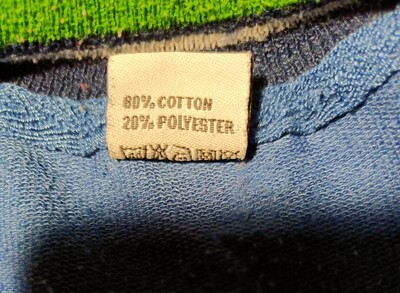 80% COTTON
20% POLYESTER